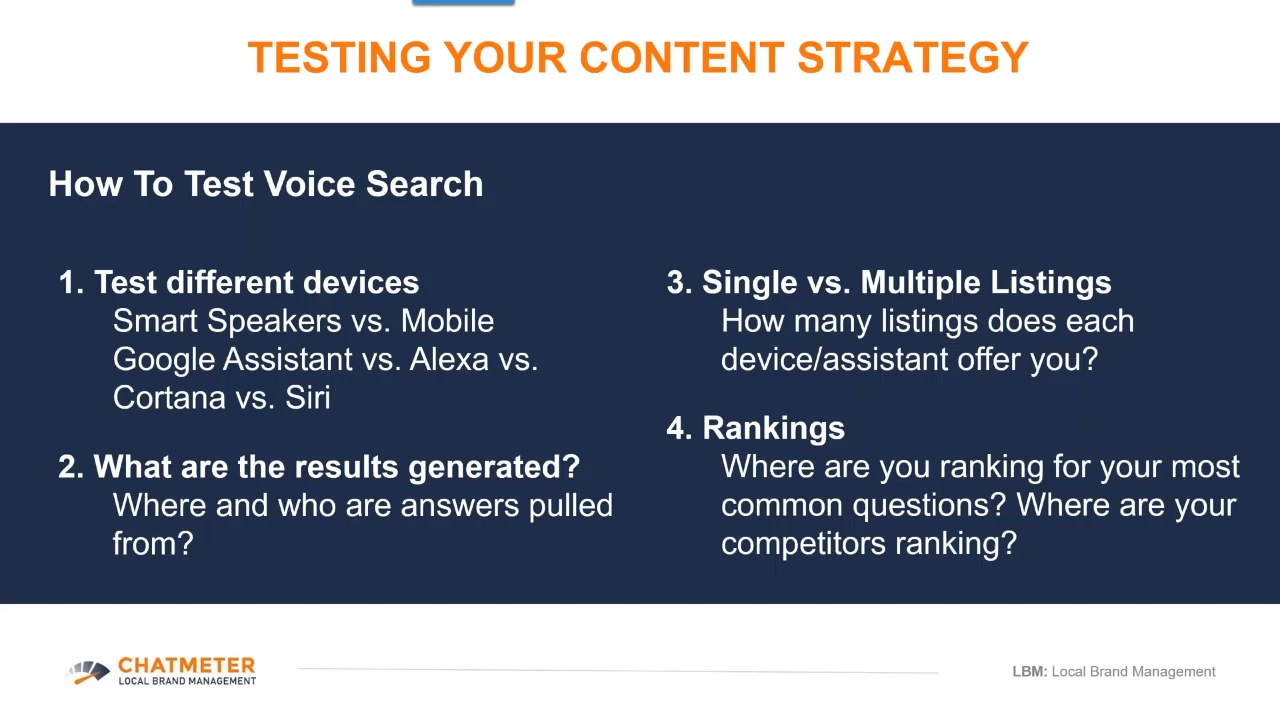 TESTING YOUR CONTENT STRATEGY
How To Test Voice Search
1. Test different devices
Smart Speakers vs. Mobile
Google Assistant vs. Alexa vs.
Cortana vs. Siri
2. What are the results generated?
Where and who are answers pulled
from?
3. Single vs. Multiple Listings
How many listings does each
device/assistant offer you?
4. Rankings
Where are you ranking for your most
common questions? Where are your
competitors ranking?
CHATMETER
LOCAL BRAND MANAGEMENT
LBM: Local Brand Management